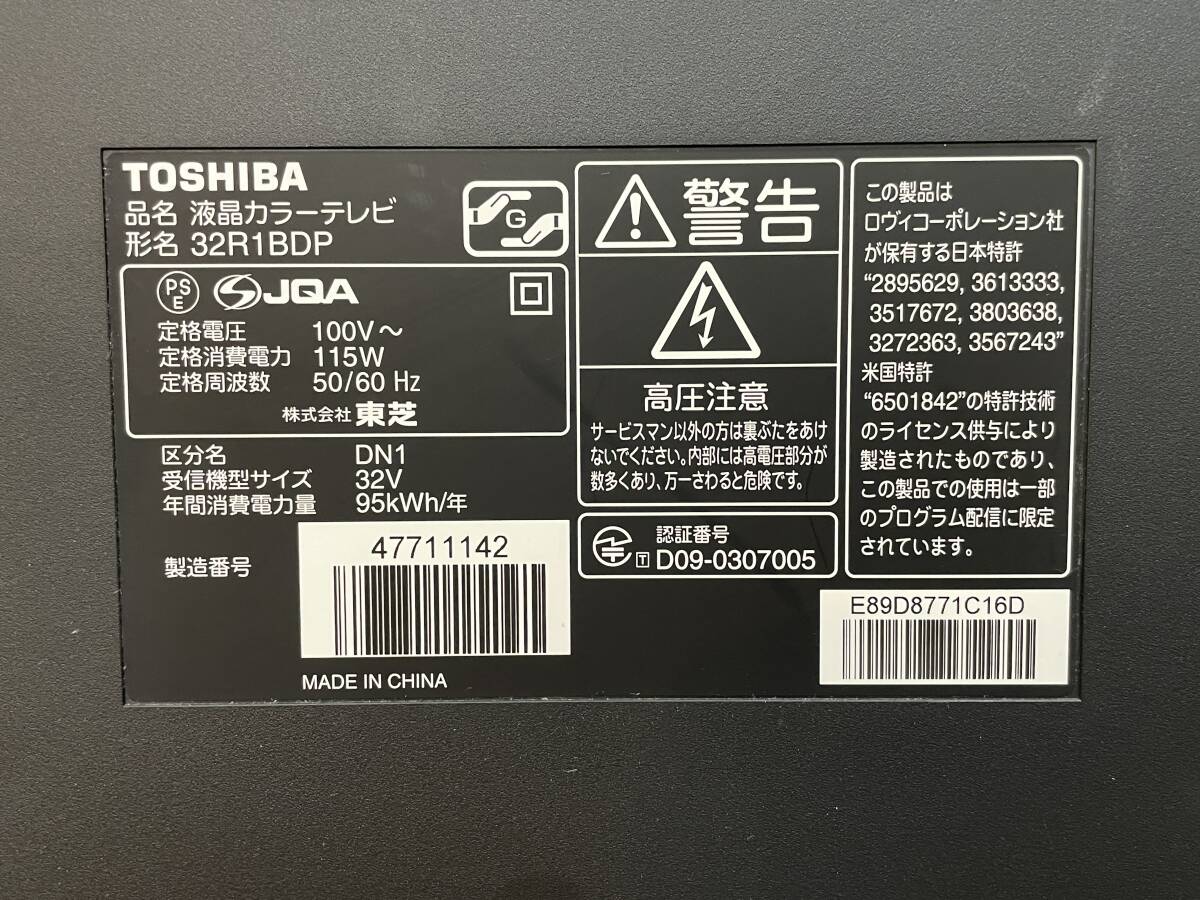 TOSHIBA
品名 液晶カラーテレビ
形名 32R1BDP
G
PS
E
JQA
定格電圧 100V～
定格消費電力 115W
定格周波数 50/60 Hz
株式会社 東芝
区分名 DN1
受信機型サイズ 32V
年間消費電力量 95kWh/年
製造番号
47711142
MADE IN CHINA
警告
高圧注意
サービスマン以外の方は裏ぶたをあけ
ないでください。内部には高電圧部分が
数多くあり、万一さわると危険です。
認証番号
T D09-0307005
この製品は
ロヴィコーポレーション社
が保有する日本特許
“2895629, 3613333,
3517672, 3803638,
3272363, 3567243”
米国特許
“6501842”の特許技術
のライセンス供与により
製造されたものであり、
この製品での使用は一部
のプログラム配信に限定
されています。
E89D8771C16D